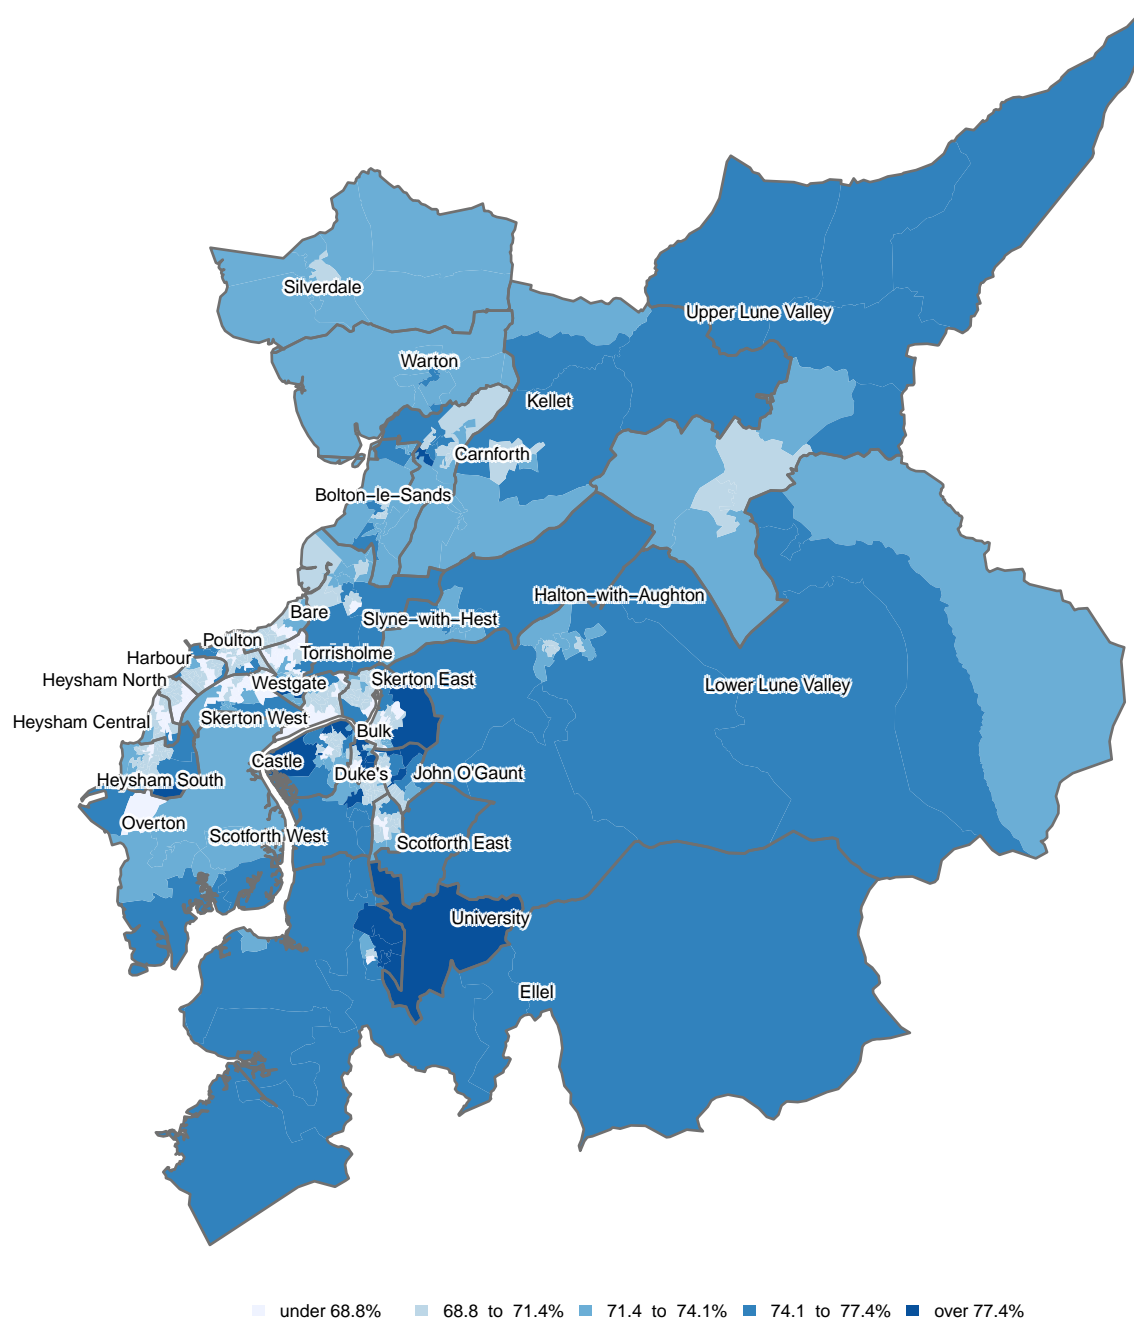 Silverdale
Upper Lune Valley
Warton
Kellet
Carnforth
Bolton−le−Sands
Halton−with−Aughton
Bare
Slyne−with−Hest
Poulton
Torrisholme
Harbour
Heysham North
Westgate
Skerton East
Lower Lune Valley
Heysham Central
Skerton West
Bulk
Castle
Duke's
John O'Gaunt
Heysham South
Overton
Scotforth West
Scotforth East
University
Ellel
under 68.8%
68.8 to 71.4%
71.4 to 74.1%
74.1 to 77.4%
over 77.4%